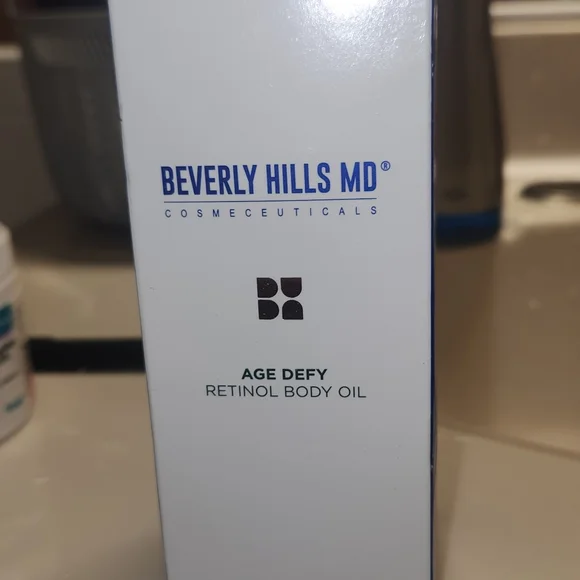 BEVERLY HILLS MD®
COSMECEUTICALS
AGE DEFY
RETINOL BODY OIL